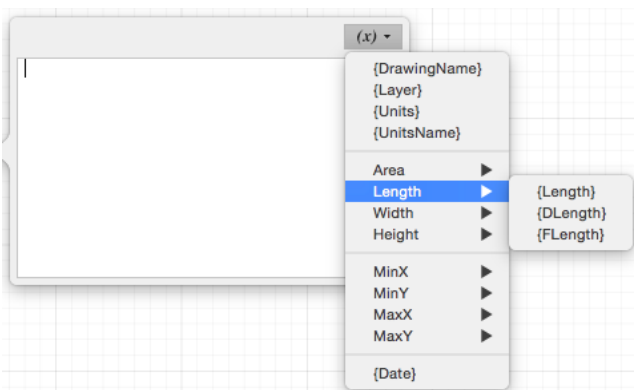 (x)
{DrawingName}
{Layer}
{Units}
{UnitsName}
Area
Length
Width
Height
MinX
MinY
MaxX
MaxY
{Date}
{Length}
{DLength}
{FLength}